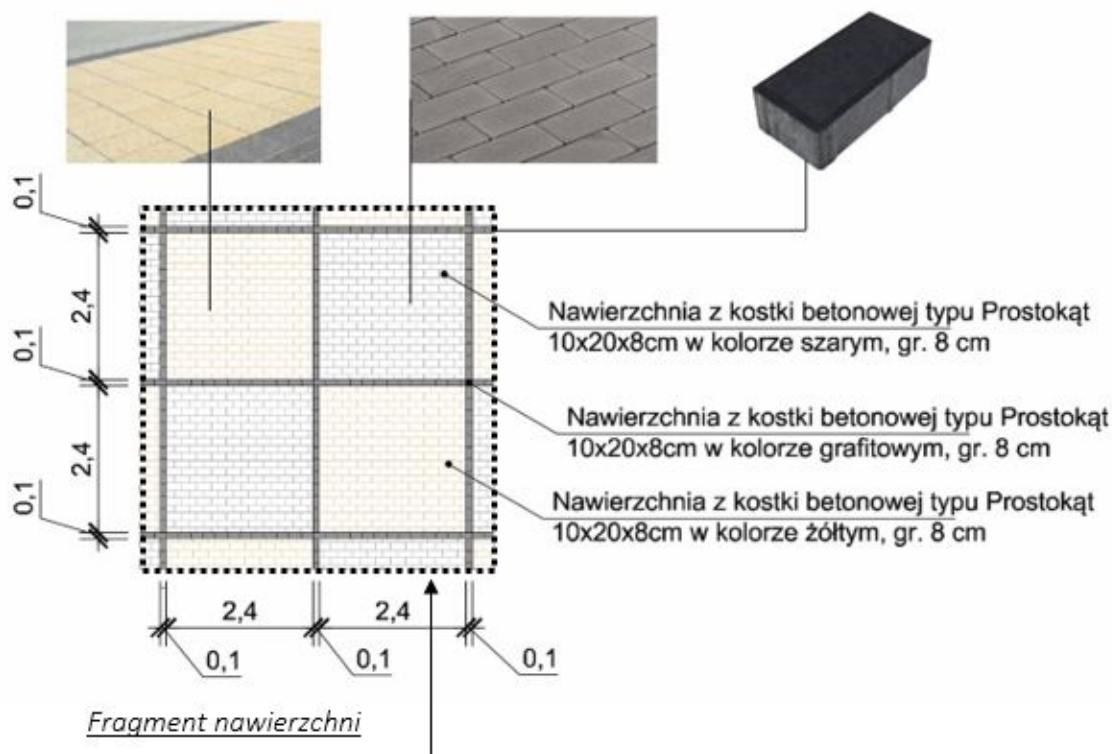 0,1
2,4
0,1
2,4
0,1
Nawierzchnia z kostki betonowej typu Prostokąt
10x20x8cm w kolorze szarym, gr. 8 cm
Nawierzchnia z kostki betonowej typu Prostokąt
10x20x8cm w kolorze grafitowym, gr. 8 cm
Nawierzchnia z kostki betonowej typu Prostokąt
10x20x8cm w kolorze żółtym, gr. 8 cm
2,4 2,4
0,1 0,1 0,1
Fragment nawierzchni